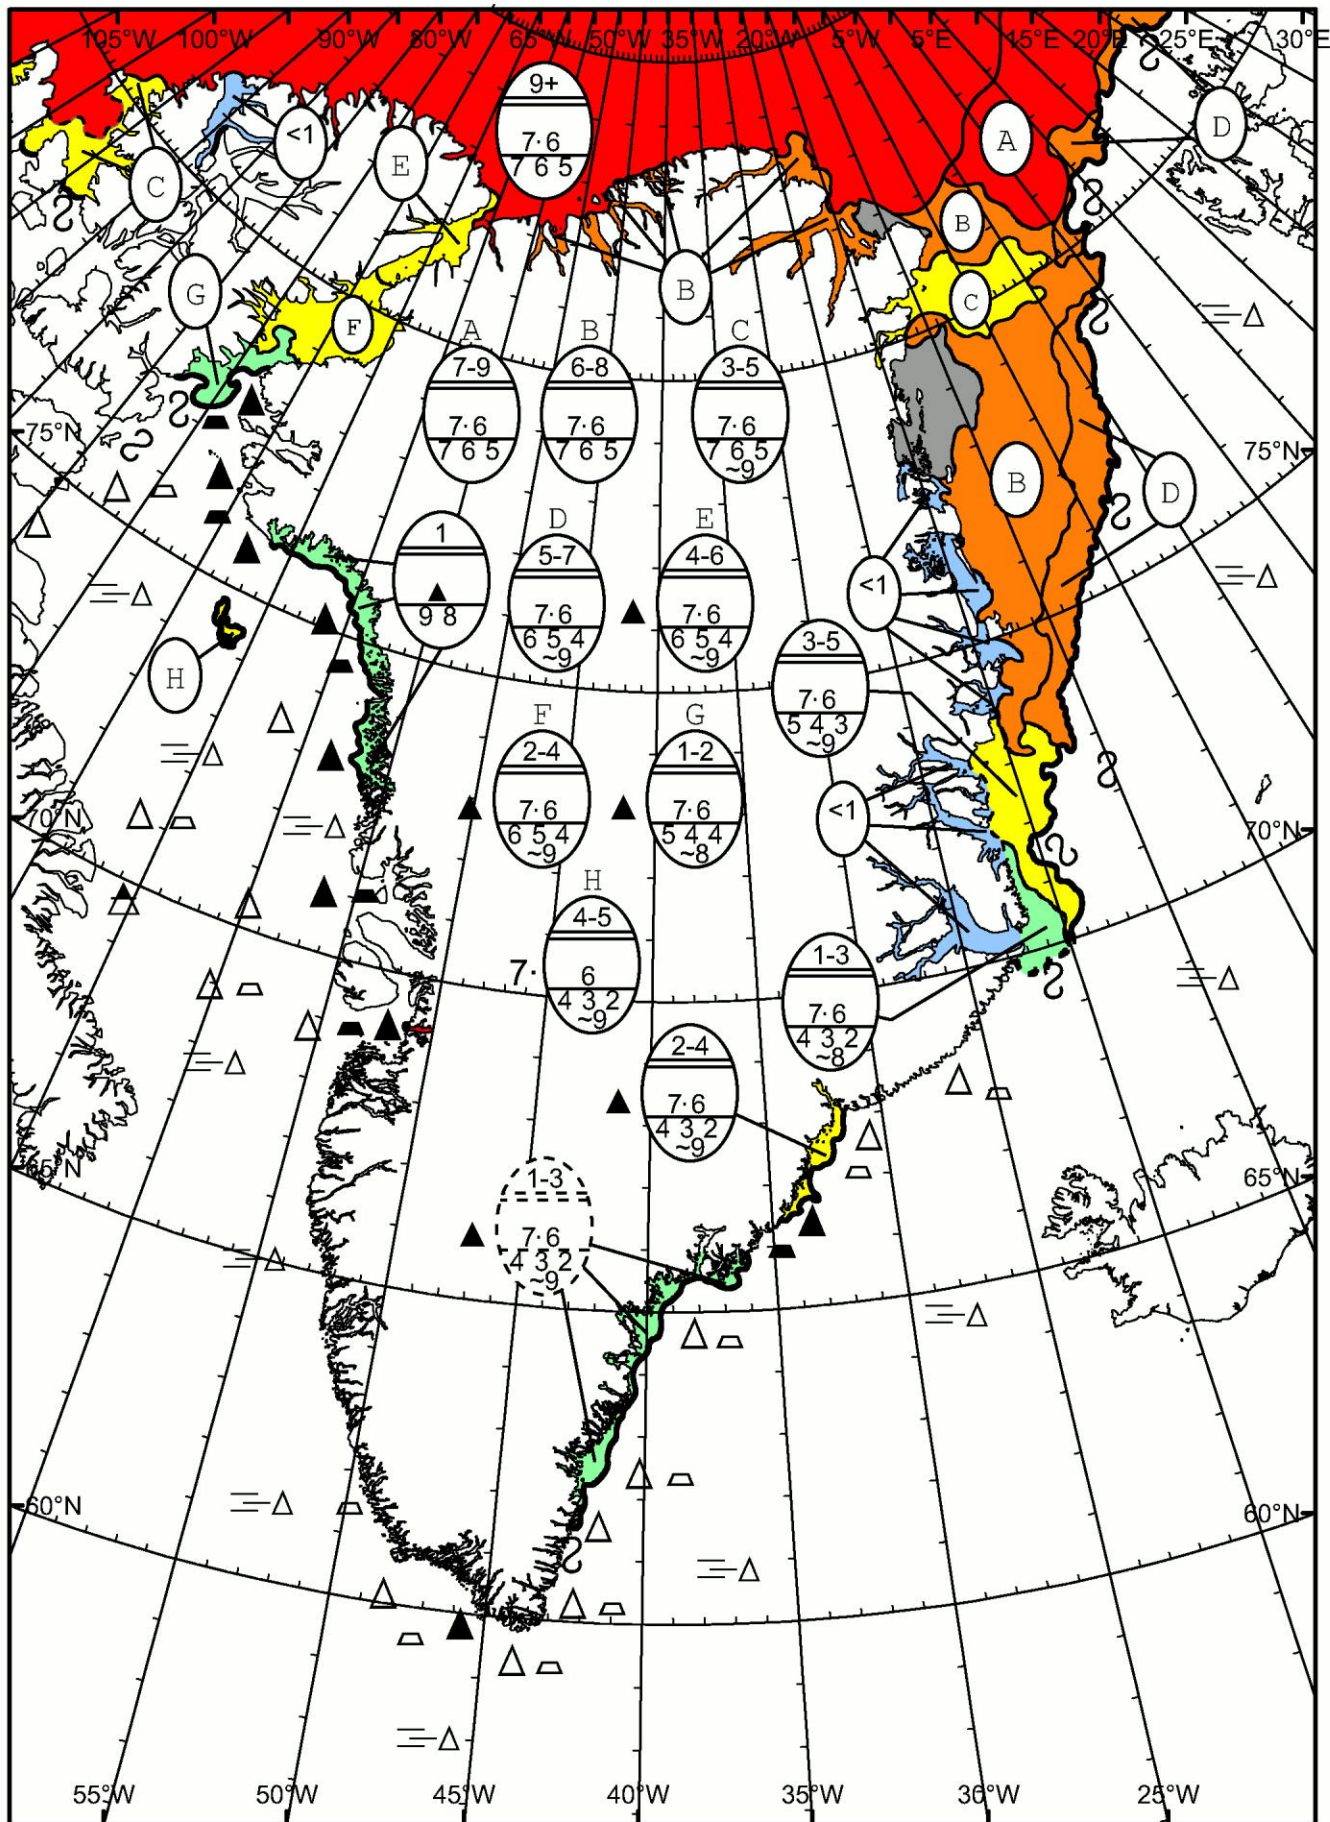 105°W 100°W 90°W 80°W 65°W 50°W 35°W 20°W 5°W 5°E 15°E 20°E 25°E 30°E
9+
7·6
7 6 5
<1
A
D
E
C
B
G
B
C
F
A B C
7-9 6-8 3-5
7·6 7·6 7·6
7 6 5 7 6 5 7 6 5
~9
75°N 75°N
B
D
D E
1
9 8
5-7 4-6
7·6 7·6
6 5 4 6 5 4
~9 ~9
<1
H
3-5
7·6
5 4 3
~9
F G
2-4 1-2
7·6 7·6
6 5 4 5 4 4
~9 ~8
<1
70°N 70°N
H
4-5
7· 6
4 3 2
~9
1-3
7·6
4 3 2
~8
2-4
7·6
4 3 2
~9
65°N 65°N
1-3
7·6
4 3 2
~9
60°N 60°N
55°W 50°W 45°W 40°W 35°W 30°W 25°W